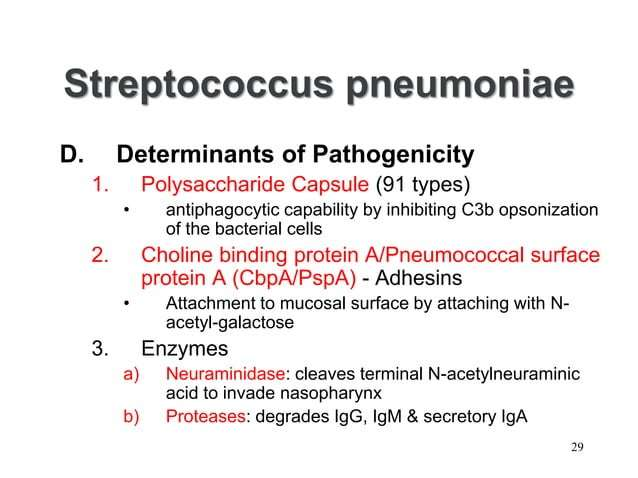 Streptococcus pneumoniae
D. Determinants of Pathogenicity
1. Polysaccharide Capsule (91 types)
• antiphagocytic capability by inhibiting C3b opsonization
of the bacterial cells
2. Choline binding protein A/Pneumococcal surface
protein A (CbpA/PspA) - Adhesins
• Attachment to mucosal surface by attaching with N-
acetyl-galactose
3. Enzymes
a) Neuraminidase: cleaves terminal N-acetylneuraminic
acid to invade nasopharynx
b) Proteases: degrades IgG, IgM & secretory IgA
29